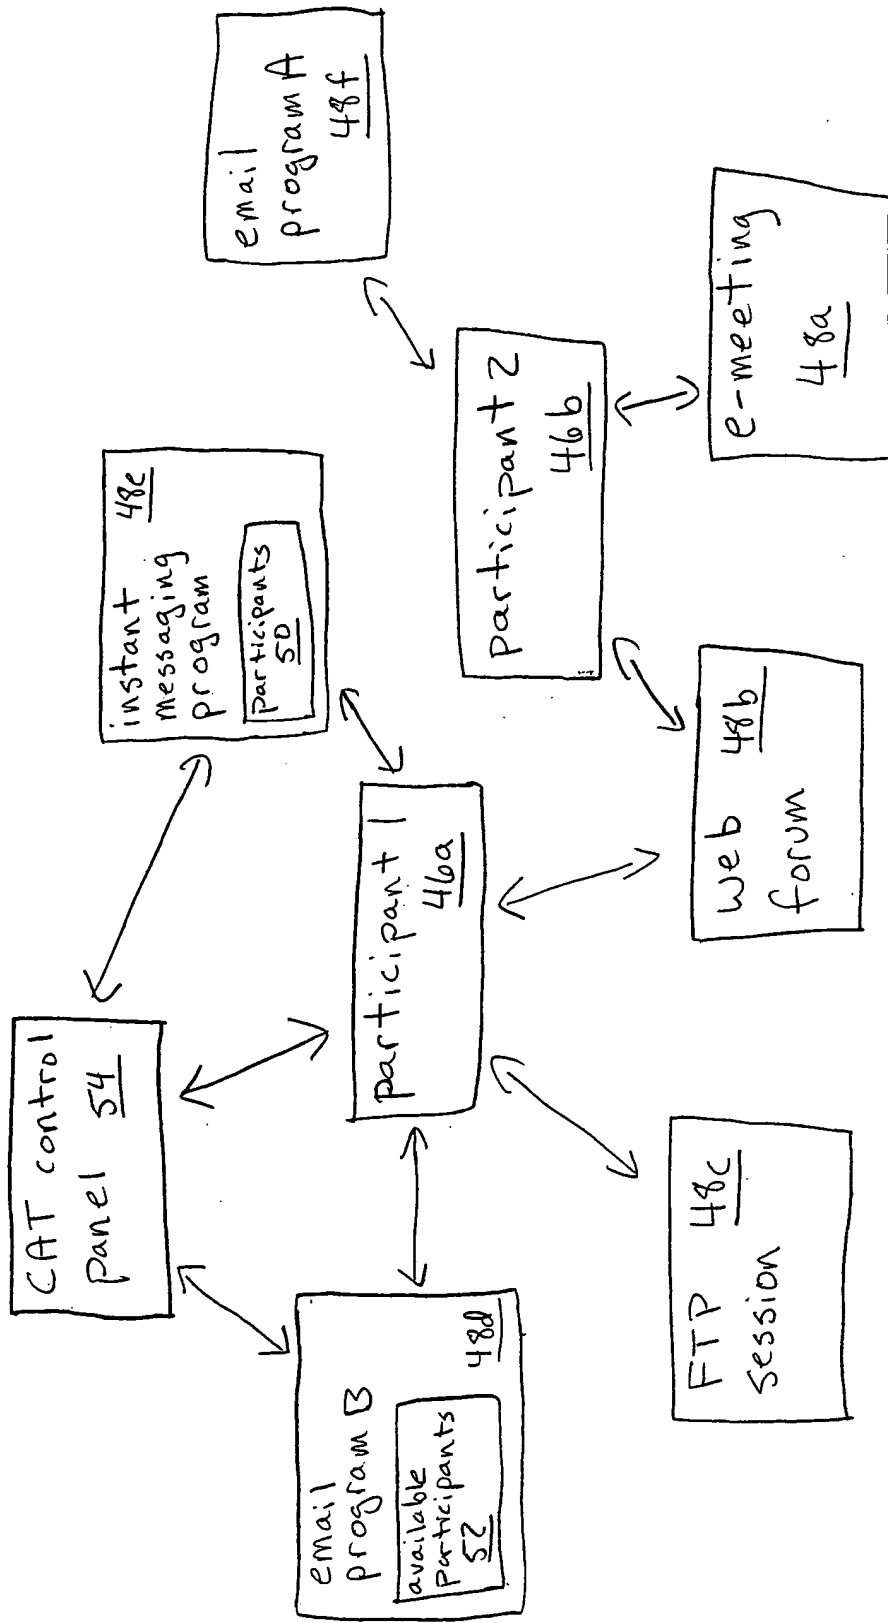 CAT control
panel 54
instant
messaging 48e
program
participants
50
email
program A
48f
email
program B
available
participants
52
48d
participant 1
46a
participant 2
46b
FTP 48c
session
web 48b
forum
e-meeting
48a